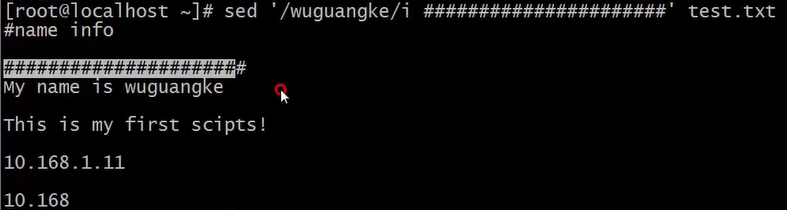 [root@localhost ~]# sed '/wuguangke/i ######################' test.txt
#name info
######################
My name is wuguangke
This is my first scipts!
10.168.1.11
10.168